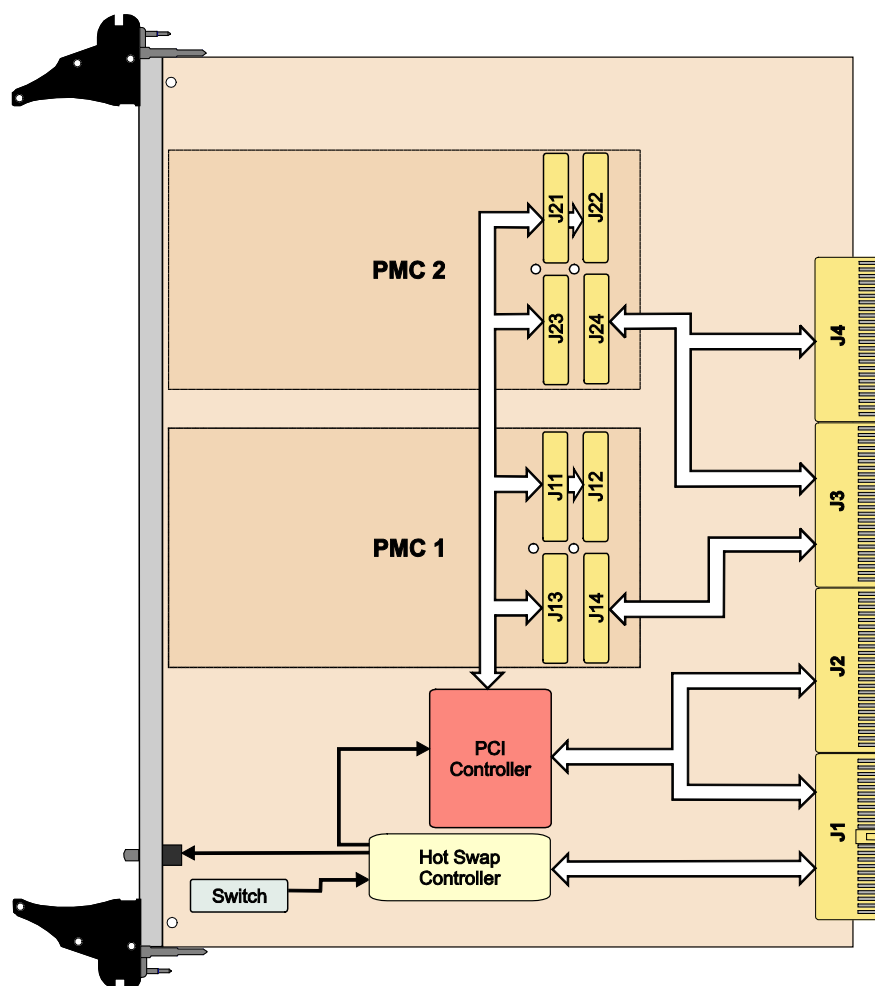 PMC 2
J21
J22
J23
J24
J4
PMC 1
J11
J12
J13
J14
J3
J2
PCI
Controller
J1
Hot Swap
Controller
Switch